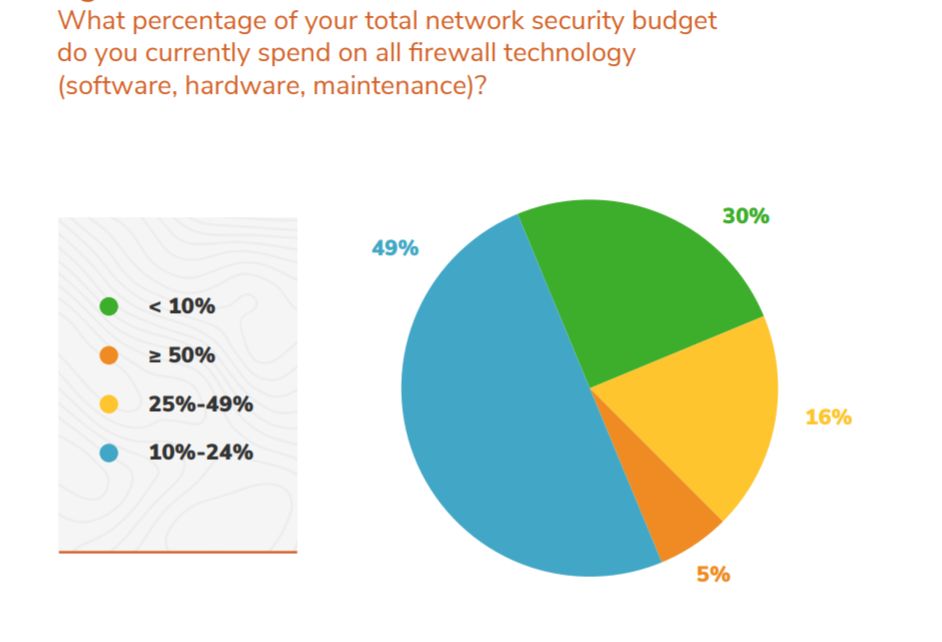 What percentage of your total network security budget
do you currently spend on all firewall technology
(software, hardware, maintenance)?
30%
49%
< 10%
≥ 50%
25%-49%
16%
10%-24%
5%